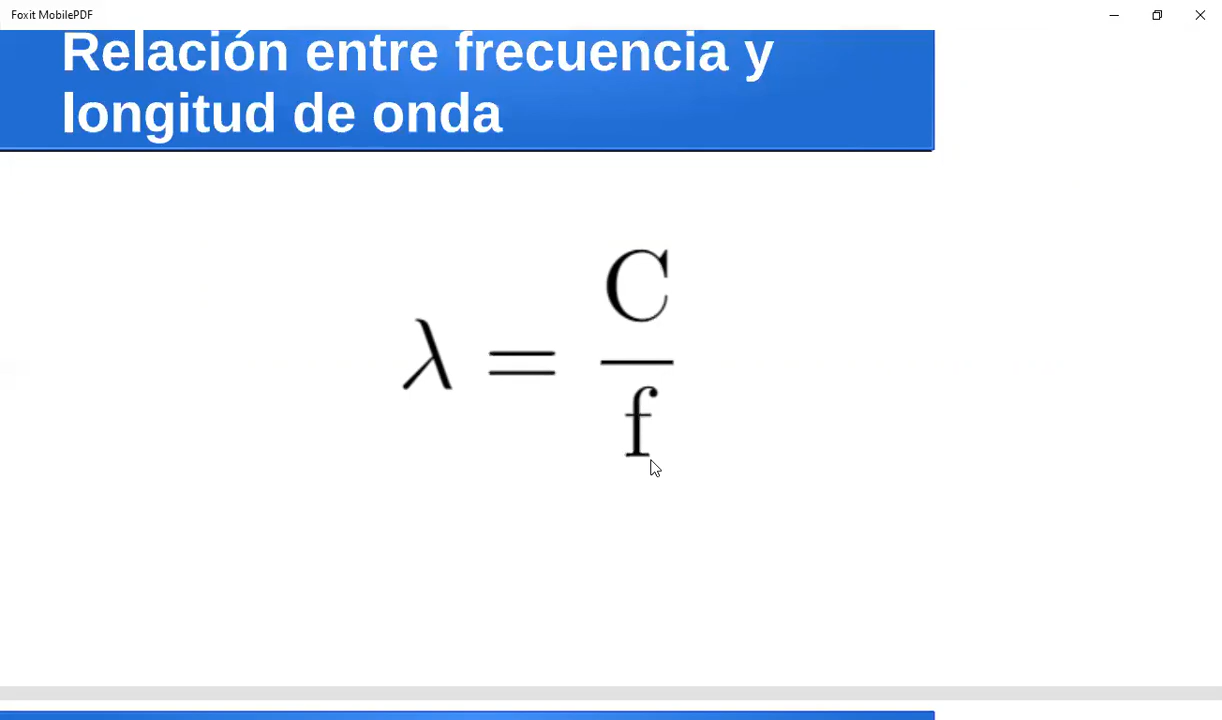 Foxit MobilePDF
Relación entre frecuencia y
longitud de onda
λ = C / f